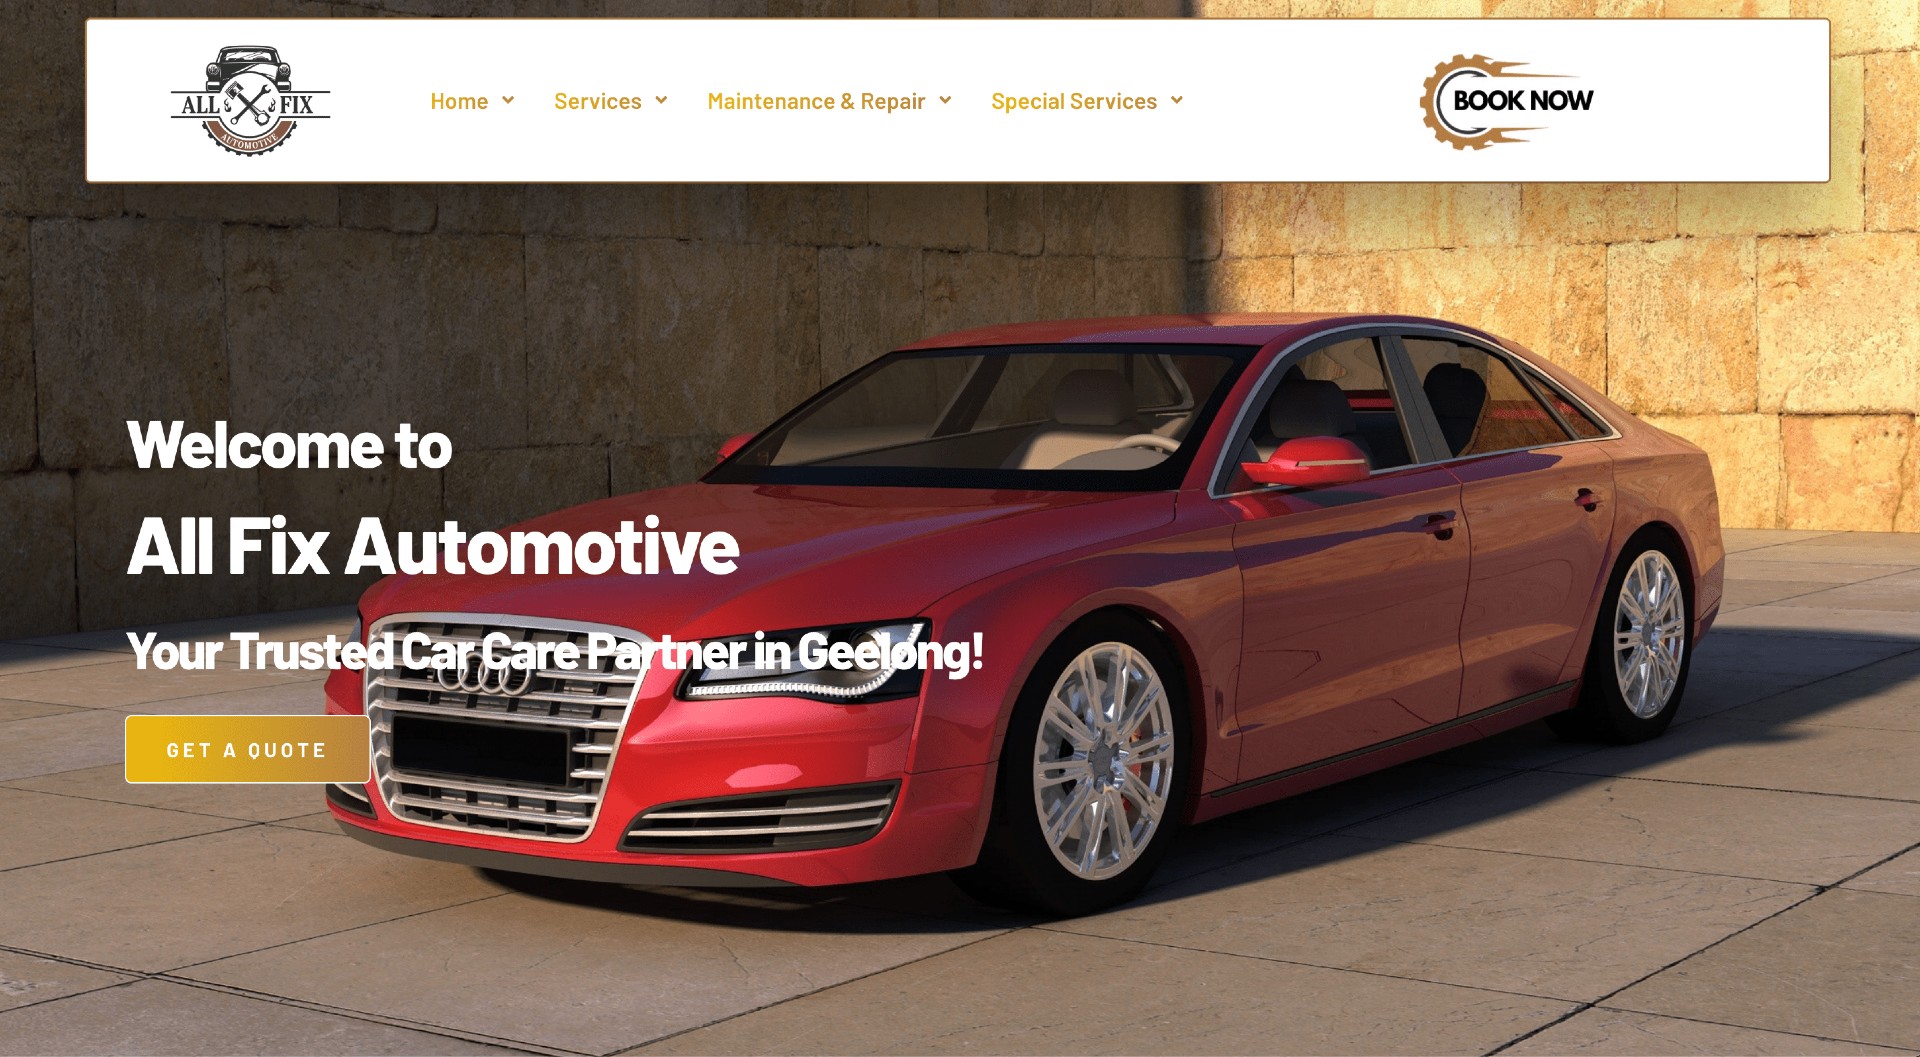 ALL FIX
AUTOMOTIVE
Home
Services
Maintenance & Repair
Special Services
BOOK NOW
Welcome to
All Fix Automotive
Your Trusted Car Care Partner in Geelong!
GET A QUOTE